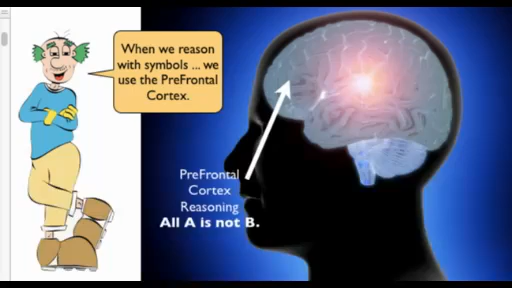 When we reason
with symbols ... we
use the PreFrontal
Cortex.
PreFrontal
Cortex
Reasoning
All A is not B.